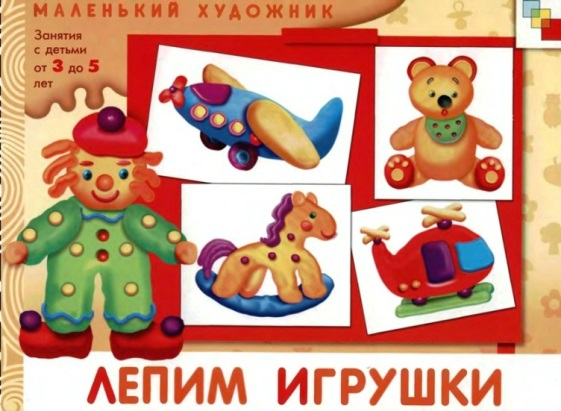 МАЛЕНЬКИЙ ХУДОЖНИК
Занятия
с детьми
от 3 до 5
лет
ЛЕПИМ ИГРУШКИ